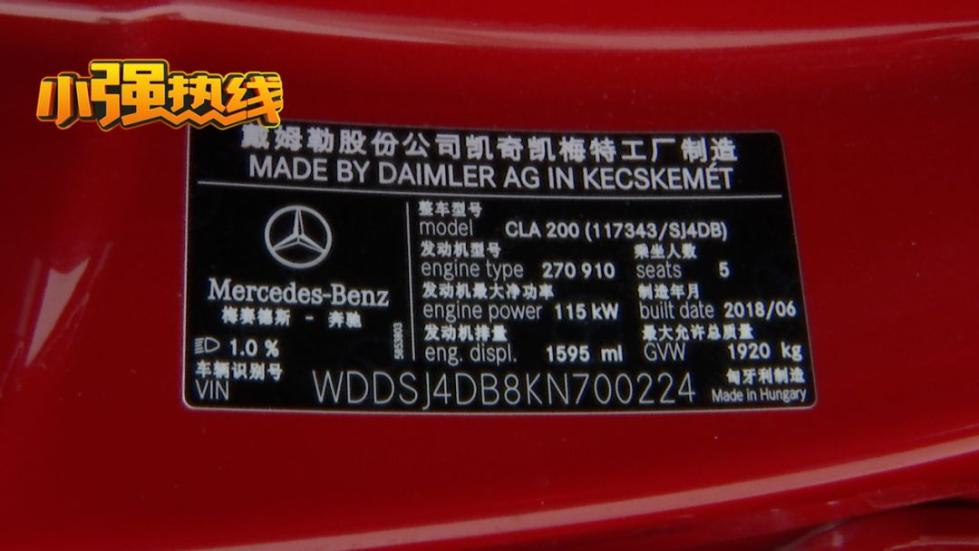 小强热线
戴姆勒股份公司凯奇凯梅特工厂制造
MADE BY DAIMLER AG IN KECSKEMÉT
整车型号
model CLA 200 (117343/SJ4DB)
发动机型号 乘坐人数
engine type 270 910 seats 5
发动机最大净功率 制造年月
engine power 115 kW built date 2018/06
发动机排量 最大允许总质量
eng. displ. 1595 ml GVW 1920 kg
Mercedes-Benz
梅赛德斯 - 奔驰
1.0 %
5853803
车辆识别号
VIN WDDSJ4DB8KN700224
匈牙利制造
Made in Hungary